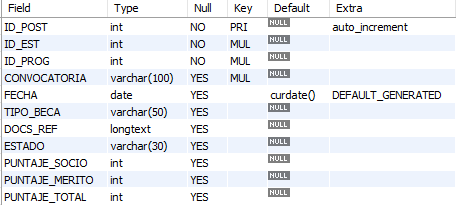 Field Type Null Key Default Extra
ID_POST int NO PRI NULL auto_increment
ID_EST int NO MUL NULL
ID_PROG int NO MUL NULL
CONVOCATORIA varchar(100) YES MUL NULL
FECHA date YES curdate() DEFAULT_GENERATED
TIPO_BECA varchar(50) YES NULL
DOCS_REF longtext YES NULL
ESTADO varchar(30) YES NULL
PUNTAJE_SOCIO int YES NULL
PUNTAJE_MERITO int YES NULL
PUNTAJE_TOTAL int YES NULL